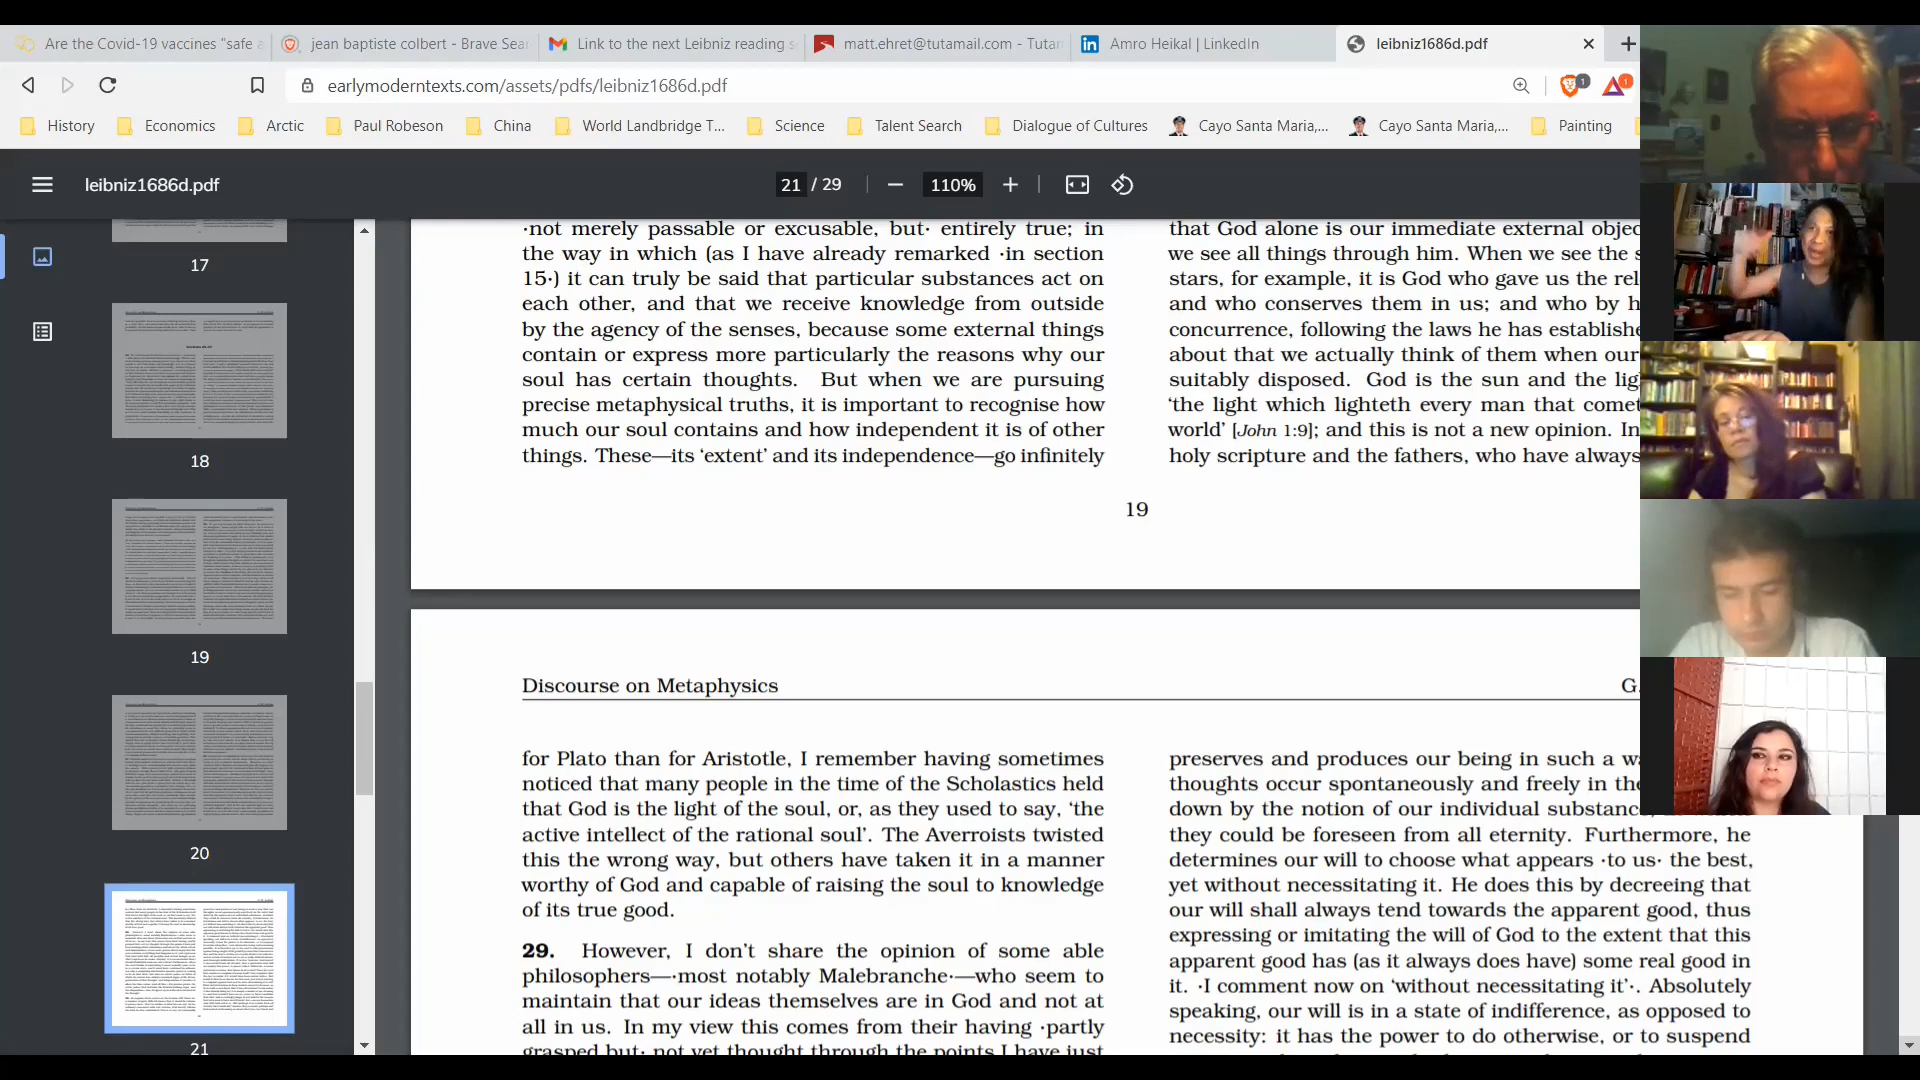 Are the Covid-19 vaccines "safe a
jean baptiste colbert - Brave Sear
Link to the next Leibniz reading s
matt.ehret@tutamail.com - Tutan
Amro Heikal | LinkedIn
leibniz1686d.pdf
earlymoderntexts.com/assets/pdfs/leibniz1686d.pdf
1
1
History
Economics
Arctic
Paul Robeson
China
World Landbridge T...
Science
Talent Search
Dialogue of Cultures
Cayo Santa Maria,...
Cayo Santa Maria,...
Painting
leibniz1686d.pdf
21 / 29
110%
17
18
19
20
21
·not merely passable or excusable, but· entirely true; in
the way in which (as I have already remarked ·in section
15·) it can truly be said that particular substances act on
each other, and that we receive knowledge from outside
by the agency of the senses, because some external things
contain or express more particularly the reasons why our
soul has certain thoughts. But when we are pursuing
precise metaphysical truths, it is important to recognise how
much our soul contains and how independent it is of other
things. These—its ‘extent’ and its independence—go infinitely
that God alone is our immediate external objec
we see all things through him. When we see the s
stars, for example, it is God who gave us the rel
and who conserves them in us; and who by h
concurrence, following the laws he has establishe
about that we actually think of them when our
suitably disposed. God is the sun and the lig
‘the light which lighteth every man that comet
world’ [John 1:9]; and this is not a new opinion. In
holy scripture and the fathers, who have always
19
Discourse on Metaphysics
G.
for Plato than for Aristotle, I remember having sometimes
noticed that many people in the time of the Scholastics held
that God is the light of the soul, or, as they used to say, ‘the
active intellect of the rational soul’. The Averroists twisted
this the wrong way, but others have taken it in a manner
worthy of God and capable of raising the soul to knowledge
of its true good.
29. However, I don’t share the opinion of some able
philosophers—·most notably Malebranche·—who seem to
maintain that our ideas themselves are in God and not at
all in us. In my view this comes from their having ·partly
grasped but· not yet thought through the points I have just
preserves and produces our being in such a wa
thoughts occur spontaneously and freely in the
down by the notion of our individual substance
they could be foreseen from all eternity. Furthermore, he
determines our will to choose what appears ·to us· the best,
yet without necessitating it. He does this by decreeing that
our will shall always tend towards the apparent good, thus
expressing or imitating the will of God to the extent that this
apparent good has (as it always does have) some real good in
it. ·I comment now on ‘without necessitating it’·. Absolutely
speaking, our will is in a state of indifference, as opposed to
necessity: it has the power to do otherwise, or to suspend